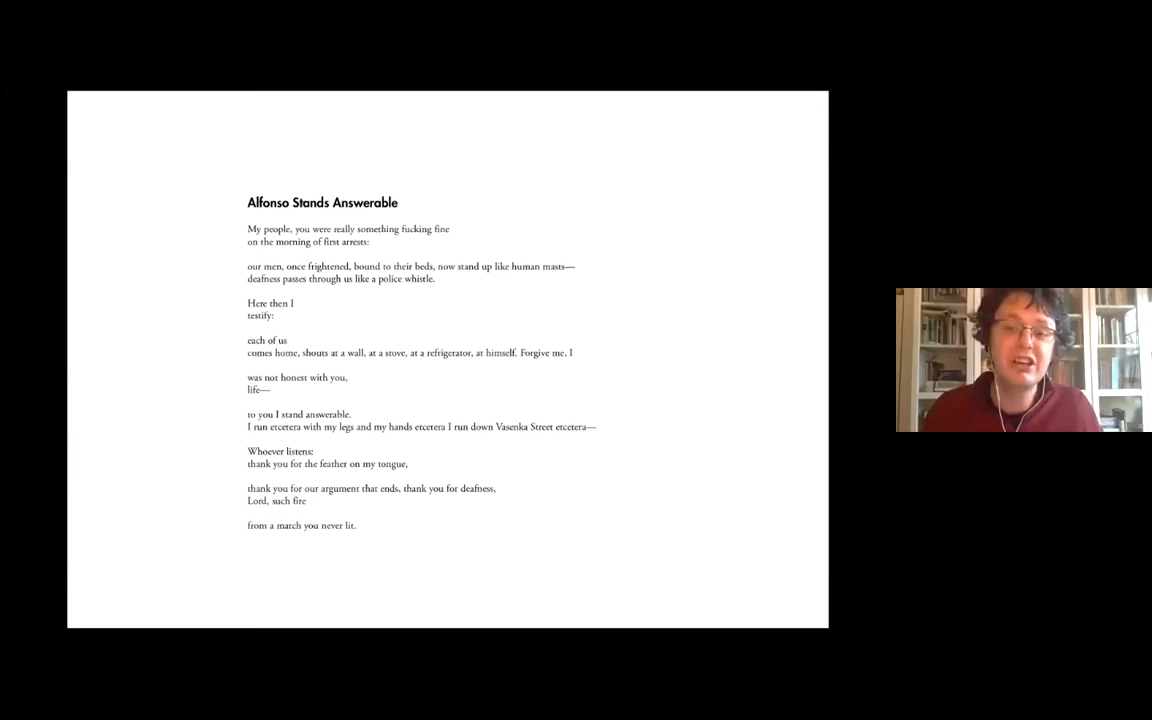 Alfonso Stands Answerable
My people, you were really something fucking fine
on the morning of first arrests:
our men, once frightened, bound to their beds, now stand up like human masts—
deafness passes through us like a police whistle.
Here then I
testify:
each of us
comes home, shouts at a wall, at a stove, at a refrigerator, at himself. Forgive me, I
was not honest with you,
life—
to you I stand answerable.
I run etcetera with my legs and my hands etcetera I run down Vasenka Street etcetera—
Whoever listens:
thank you for the feather on my tongue,
thank you for our argument that ends, thank you for deafness,
Lord, such fire
from a match you never lit.